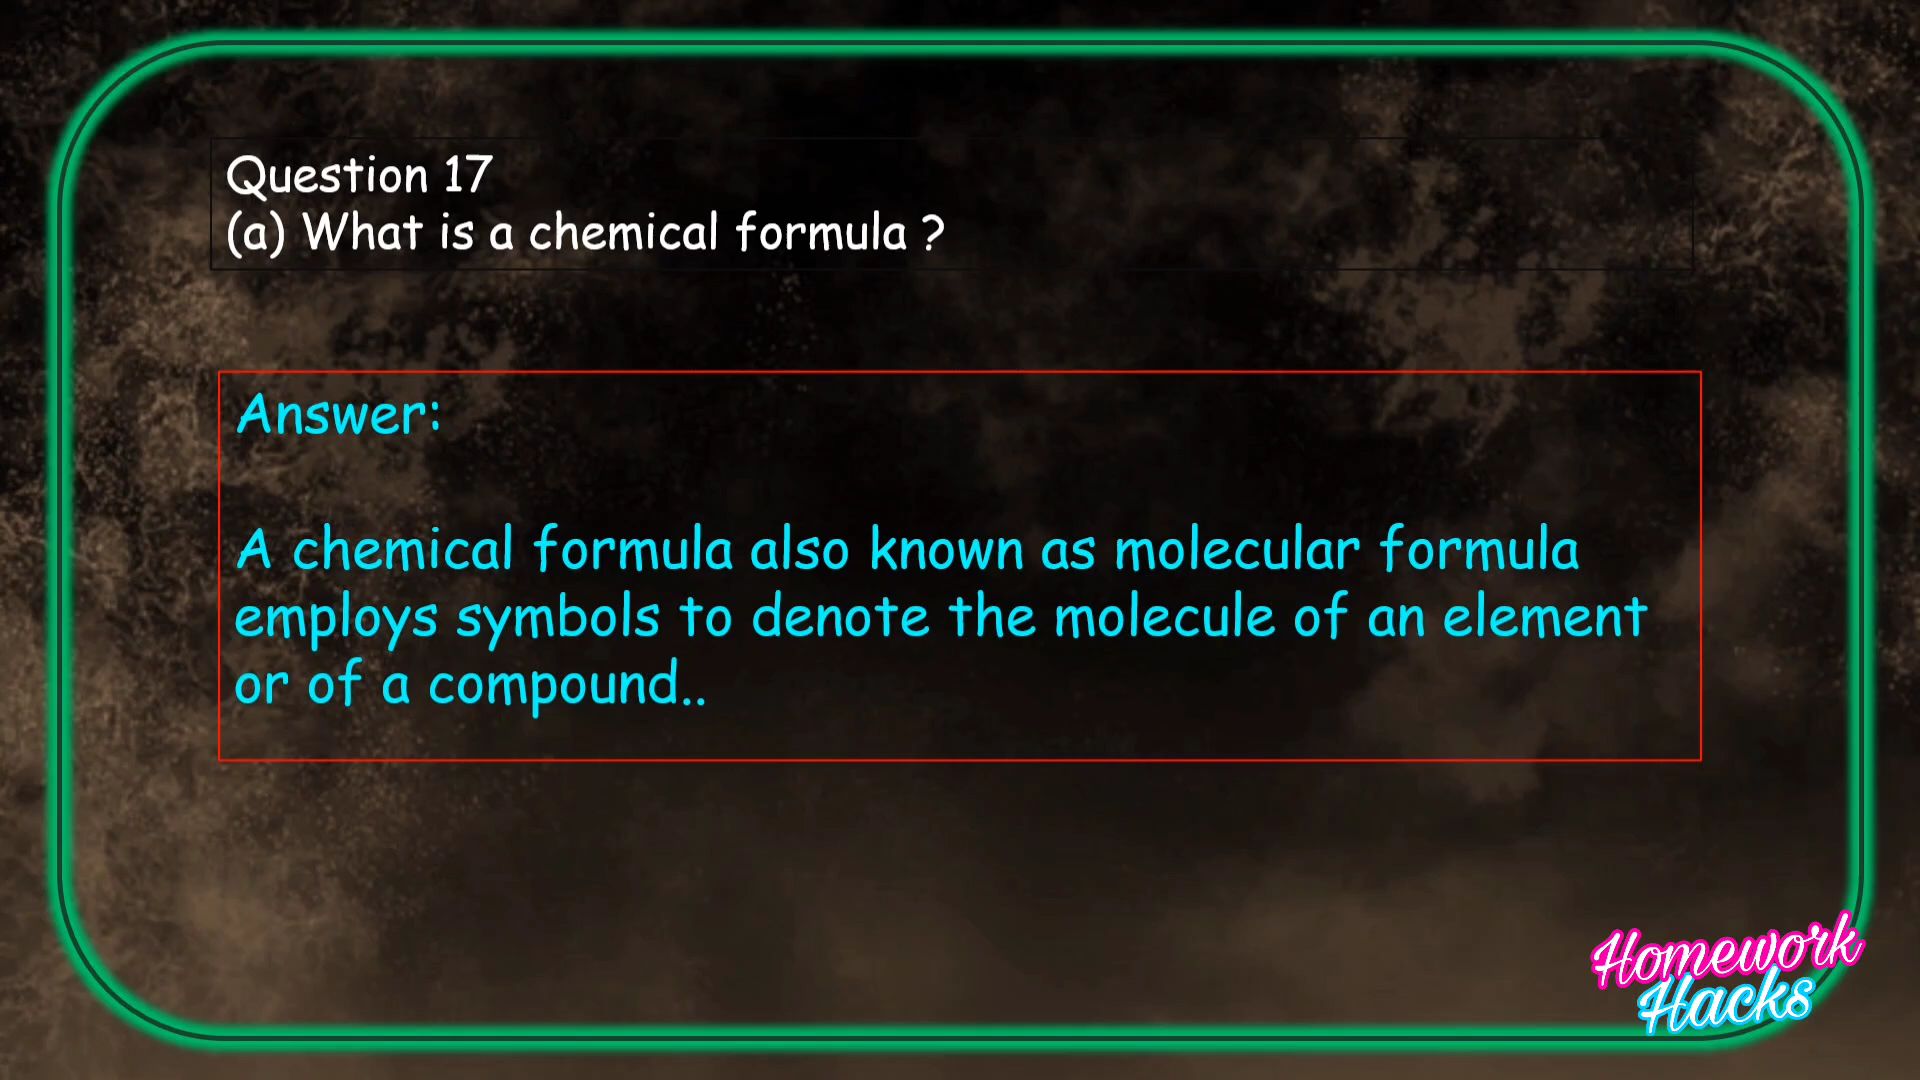 Question 17
(a) What is a chemical formula ?
Answer:
A chemical formula also known as molecular formula
employs symbols to denote the molecule of an element
or of a compound..
Homework
Hacks